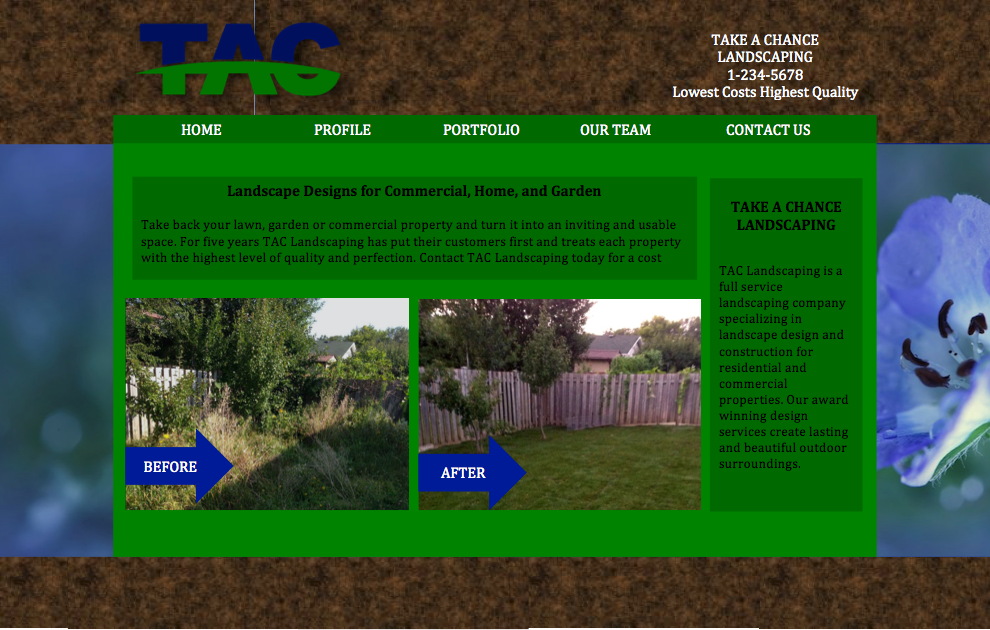 TAC
TAKE A CHANCE
LANDSCAPING
1-234-5678
Lowest Costs Highest Quality
HOME PROFILE PORTFOLIO OUR TEAM CONTACT US
Landscape Designs for Commercial, Home, and Garden
Take back your lawn, garden or commercial property and turn it into an inviting and usable
space. For five years TAC Landscaping has put their customers first and treats each property
with the highest level of quality and perfection. Contact TAC Landscaping today for a cost
BEFORE
AFTER
TAKE A CHANCE
LANDSCAPING
TAC Landscaping is a
full service
landscaping company
specializing in
landscape design and
construction for
residential and
commercial
properties. Our award
winning design
services create lasting
and beautiful outdoor
surroundings.